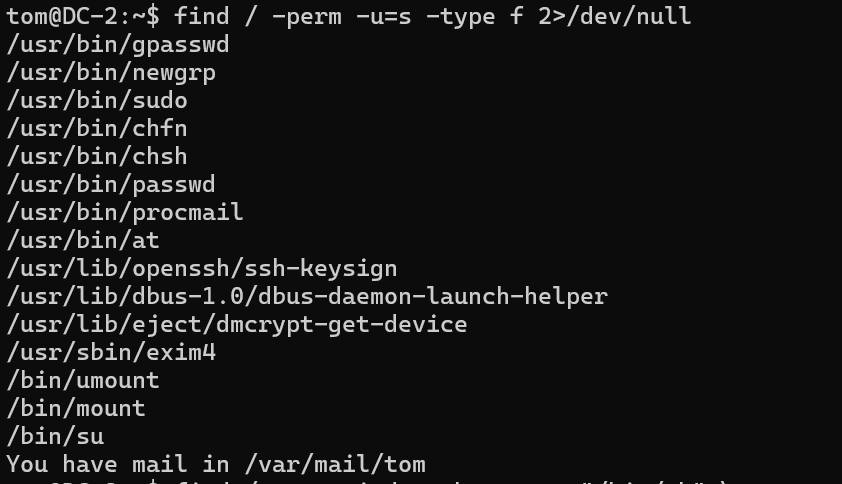 tom@DC-2:~$ find / -perm -u=s -type f 2>/dev/null
/usr/bin/gpasswd
/usr/bin/newgrp
/usr/bin/sudo
/usr/bin/chfn
/usr/bin/chsh
/usr/bin/passwd
/usr/bin/procmail
/usr/bin/at
/usr/lib/openssh/ssh-keysign
/usr/lib/dbus-1.0/dbus-daemon-launch-helper
/usr/lib/eject/dmcrypt-get-device
/usr/sbin/exim4
/bin/umount
/bin/mount
/bin/su
You have mail in /var/mail/tom